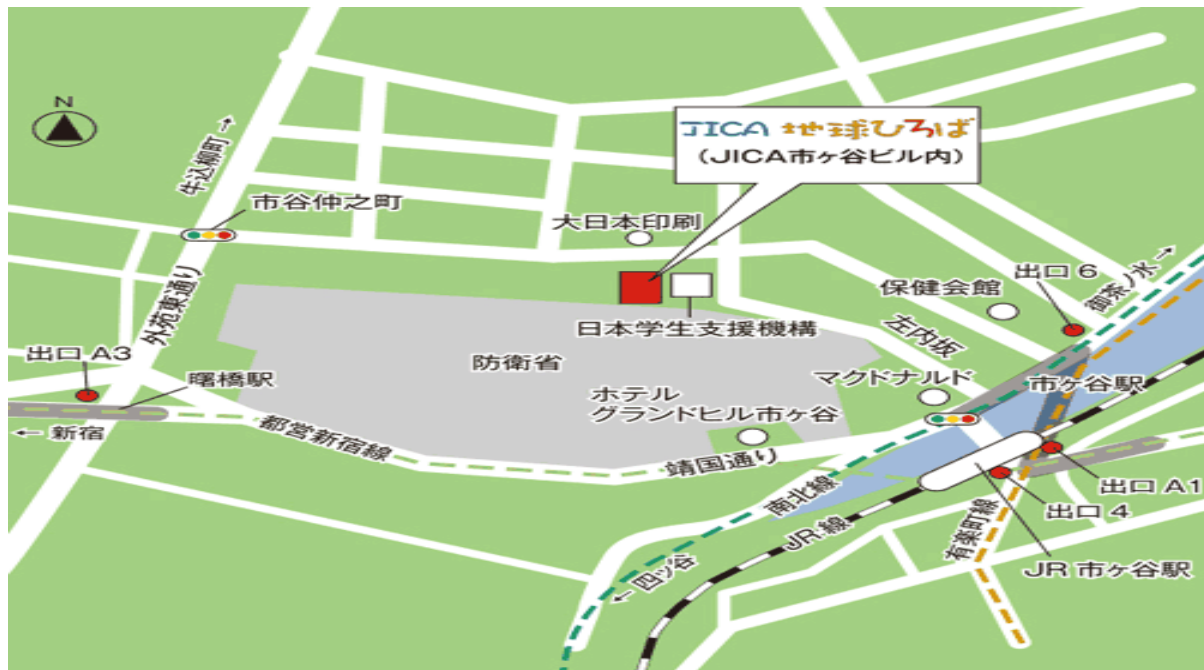 N
牛込柳町→
市谷仲之町
JICA 地球ひろば
(JICA市ヶ谷ビル内)
大日本印刷
外苑東通り
日本学生支援機構
防衛省
保健会館
出口 6
御茶ノ水→
左内坂
出口 A3
曙橋駅
← 新宿
都営新宿線
ホテル
グランドヒル市ヶ谷
マクドナルド
市ヶ谷駅
靖国通り
南北線
JR 線
←四ッ谷
有楽町線
出口 A1
出口 4
JR 市ヶ谷駅